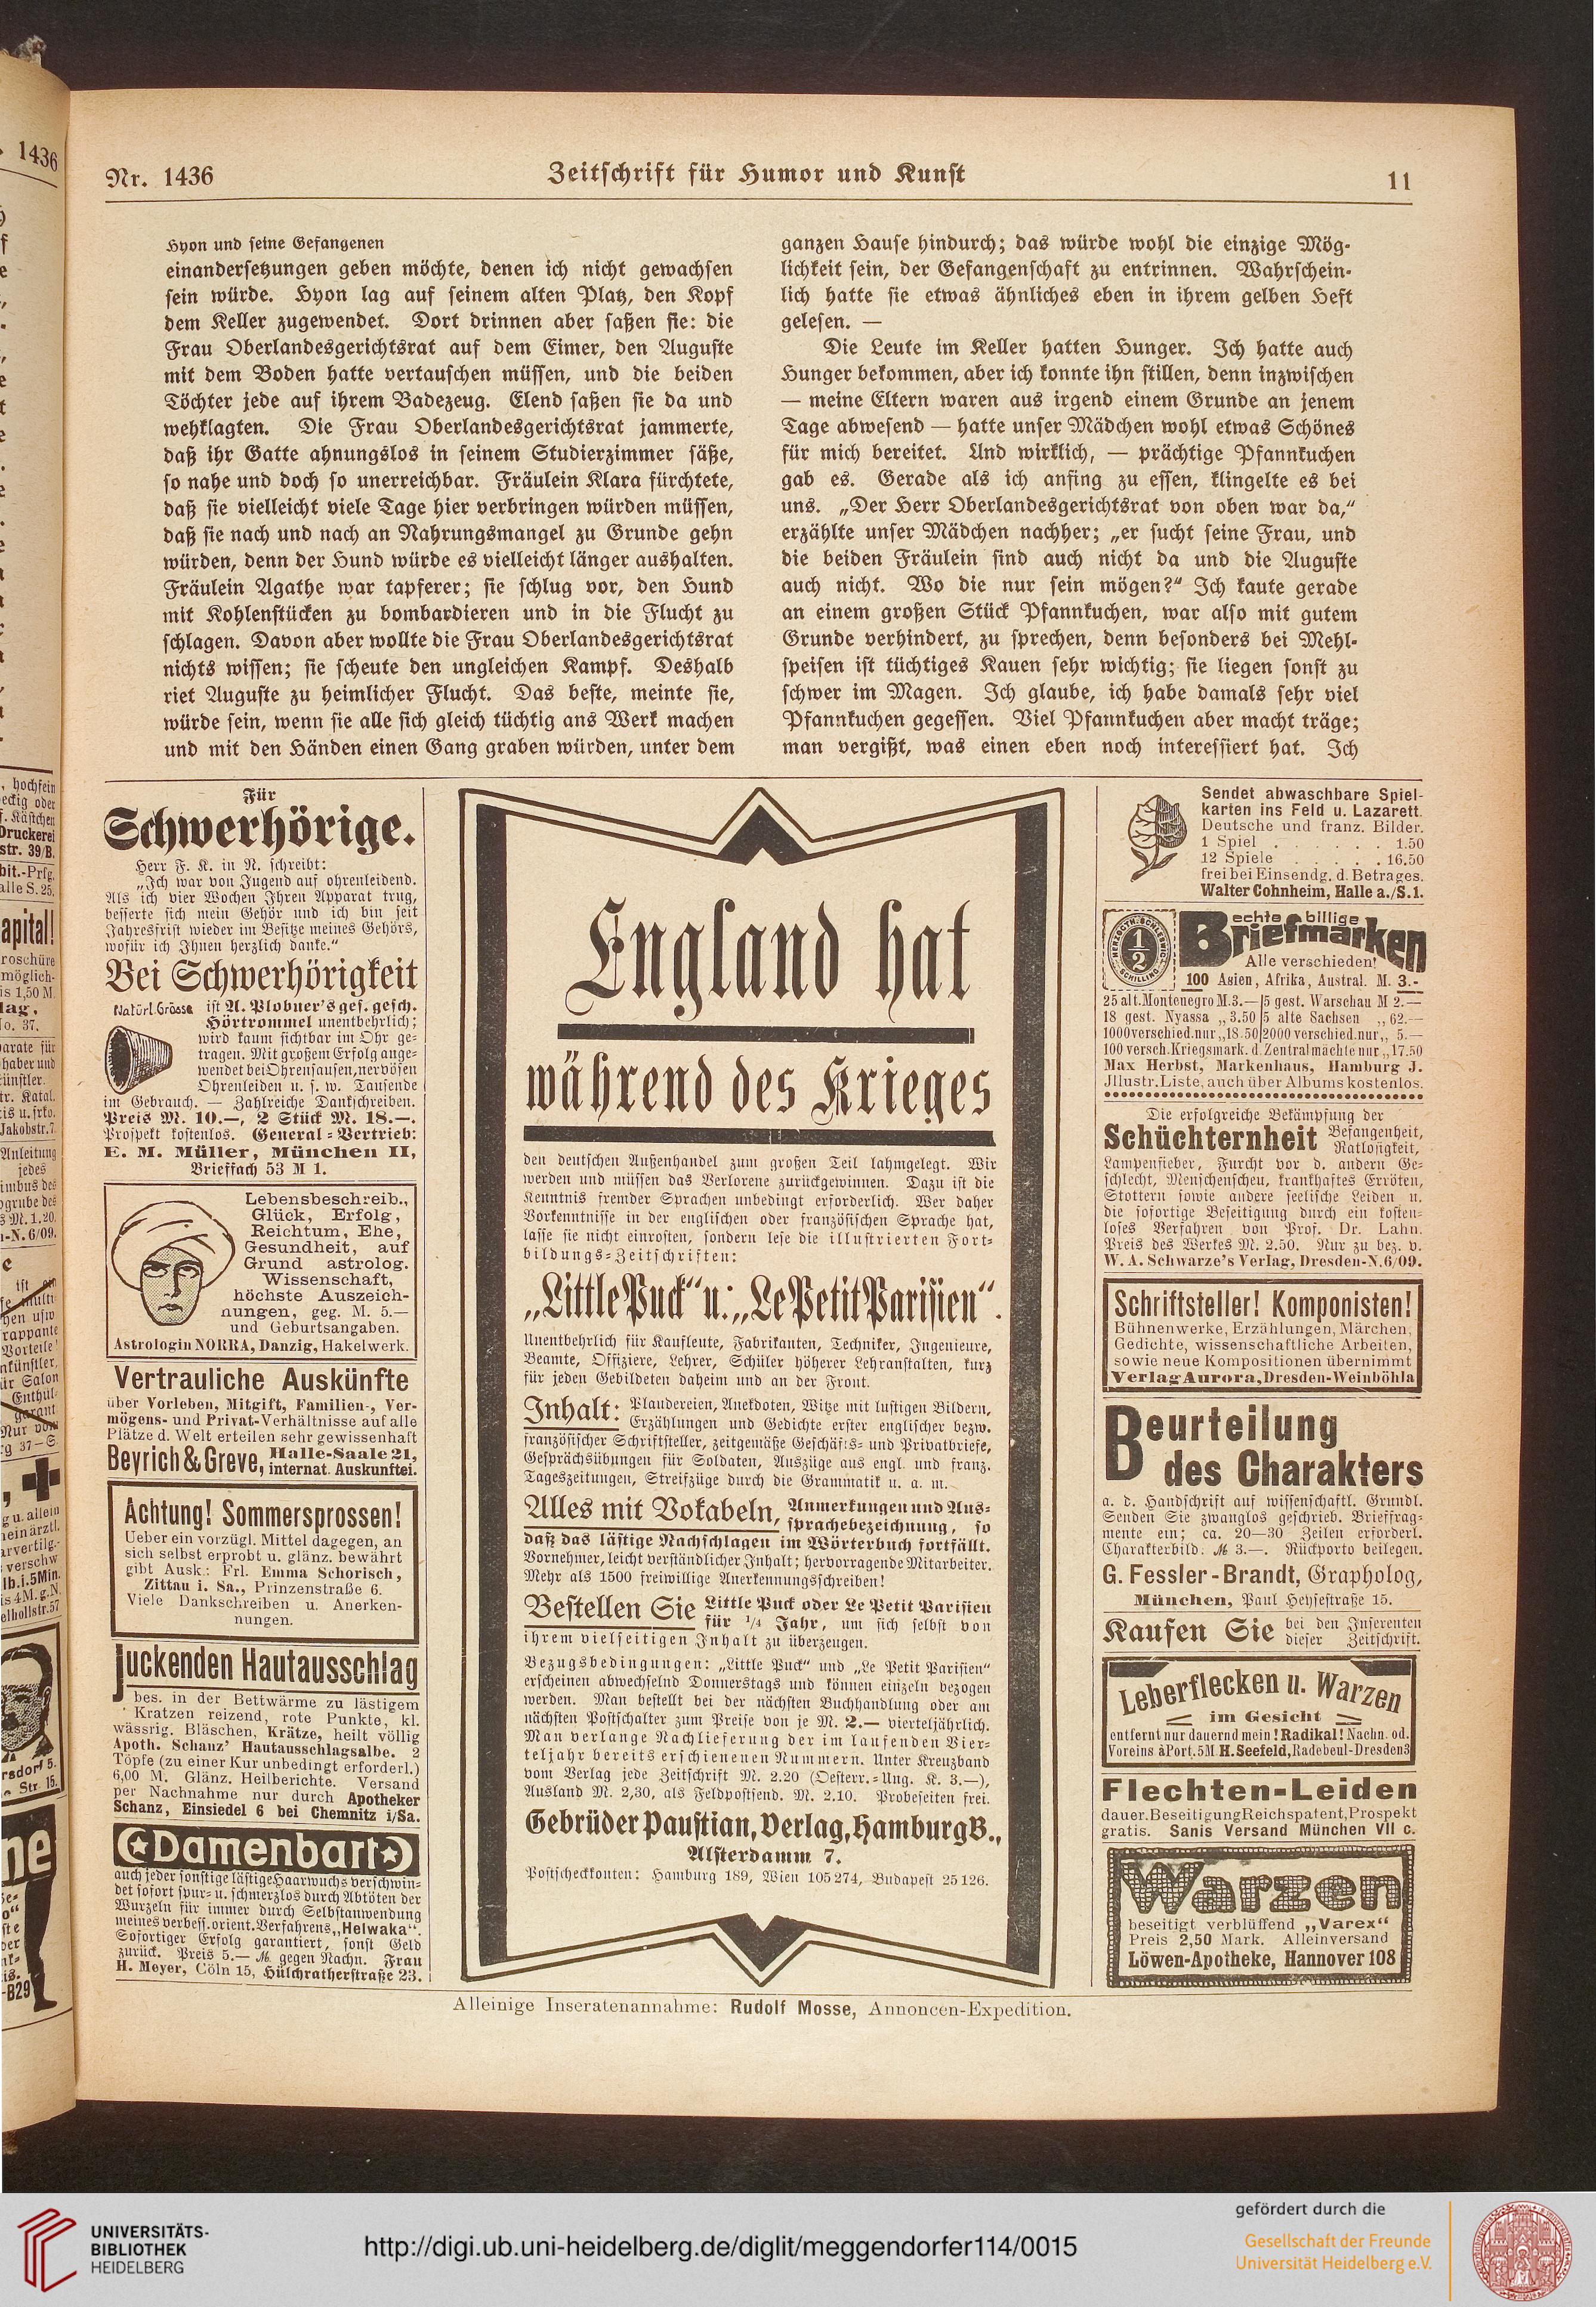 Nr. 1436
Zeitschrift für Humor und Kunst
11
Hyon und seine Gefangenen
einandersetzungen geben möchte, denen ich nicht gewachsen
sein würde. Hyon lag auf seinem alten Platz, den Kopf
dem Keller zugewendet. Dort drinnen aber saßen sie: die
Frau Oberlandesgerichtsrat auf dem Eimer, den Auguste
mit dem Boden hatte vertauschen müssen, und die beiden
Töchter jede auf ihrem Badezeug. Elend saßen sie da und
wehklagten. Die Frau Oberlandesgerichtsrat jammerte,
daß ihr Gatte ahnungslos in seinem Studierzimmer säße,
so nahe und doch so unerreichbar. Fräulein Klara fürchtete,
daß sie vielleicht viele Tage hier verbringen würden müssen,
daß sie nach und nach an Nahrungsmangel zu Grunde gehn
würden, denn der Hund würde es vielleicht länger aushalten.
Fräulein Agathe war tapferer; sie schlug vor, den Hund
mit Kohlenstücken zu bombardieren und in die Flucht zu
schlagen. Davon aber wollte die Frau Oberlandesgerichtsrat
nichts wissen; sie scheute den ungleichen Kampf. Deshalb
riet Auguste zu heimlicher Flucht. Das beste, meinte sie,
würde sein, wenn sie alle sich gleich tüchtig ans Werk machen
und mit den Händen einen Gang graben würden, unter dem
ganzen Hause hindurch; das würde wohl die einzige Mög-
lichkeit sein, der Gefangenschaft zu entrinnen. Wahrschein-
lich hatte sie etwas ähnliches eben in ihrem gelben Heft
gelesen. —
Die Leute im Keller hatten Hunger. Ich hatte auch
Hunger bekommen, aber ich konnte ihn stillen, denn inzwischen
— meine Eltern waren aus irgend einem Grunde an jenem
Tage abwesend — hatte unser Mädchen wohl etwas Schönes
für mich bereitet. Und wirklich, — prächtige Pfannkuchen
gab es. Gerade als ich anfing zu essen, klingelte es bei
uns. „Der Herr Oberlandesgerichtsrat von oben war da,“
erzählte unser Mädchen nachher; „er sucht seine Frau, und
die beiden Fräulein sind auch nicht da und die Auguste
auch nicht. Wo die nur sein mögen?“ Ich kaute gerade
an einem großen Stück Pfannkuchen, war also mit gutem
Grunde verhindert, zu sprechen, denn besonders bei Mehl-
speisen ist tüchtiges Kauen sehr wichtig; sie liegen sonst zu
schwer im Magen. Ich glaube, ich habe damals sehr viel
Pfannkuchen gegessen. Viel Pfannkuchen aber macht träge;
man vergißt, was einen eben noch interessiert hat. Ich
Für
Schwerhörige.
Herr F. K. in N. schreibt:
„Ich war von Jugend auf ohrenleidend.
Als ich vier Wochen Ihren Apparat trug,
besserte sich mein Gehör und ich bin seit
Jahresfrist wieder im Besitze meines Gehörs,
wofür ich Ihnen herzlich danke.“
Bei Schwerhörigkeit
Natürl. Grösse
ist A. Plobner's ges. gesch.
Hörtrommel unentbehrlich;
wird kaum sichtbar im Ohr ge-
tragen. Mit großem Erfolg ange-
wendet bei Ohrensausen, nervösen
Ohrenleiden u. s. w. Tausende
im Gebrauch. — Zahlreiche Dankschreiben.
Preis M. 10.—, 2 Stück M. 18.—.
Prospekt kostenlos. General-Vertrieb:
E. M. Müller, München II,
Brieffach 53 M 1.
Lebensbeschreib.,
Glück, Erfolg,
Reichtum, Ehe,
Gesundheit, auf
Grund astrolog.
Wissenschaft,
höchste Auszeich-
nungen, geg. M. 5.—
und Geburtsangaben.
Astrologin NORRA, Danzig, Hakelwerk.
Vertrauliche Auskünfte
über Vorleben, Mitgift, Familien-, Ver-
mögens- und Privat-Verhältnisse auf alle
Plätze d. Welt erteilen sehr gewissenhaft
Beyrich & Greve, Halle-Saale 21,
internat. Auskunftei.
Achtung! Sommersprossen!
Ueber ein vorzügl. Mittel dagegen, an
sich selbst erprobt u. glänz. bewährt
gibt Ausk.: Frl. Emma Schorisch,
Zittau i. Sa., Prinzenstraße 6.
Viele Dankschreiben u. Anerken-
nungen.
Juckenden Hautausschlag
bes. in der Bettwärme zu lästigem
Kratzen reizend, rote Punkte, kl.
wässrig. Bläschen, Krätze, heilt völlig
Apoth. Schanz' Hautausschlagsalbe. 2
Töpfe (zu einer Kur unbedingt erforderl.)
6,00 M. Glänz. Heilberichte. Versand
per Nachnahme nur durch Apotheker
Schanz, Einsiedel 6 bei Chemnitz i/Sa.
Damenbart
auch jeder sonstige lästige Haarwuchs verschwin-
det sofort spur- u. schmerzlos durch Abtöten der
Wurzeln für immer durch Selbstanwendung
meines verbess. orient. Verfahrens „Helwaka“.
Sofortiger Erfolg garantiert, sonst Geld
zurück. Preis 5.— ℳ gegen Nachn. Frau
H. Meyer, Cöln 15, Hülchratherstraße 23.
England hat
während des Krieges
den deutschen Außenhandel zum großen Teil lahmgelegt. Wir
werden und müssen das Verlorene zurückgewinnen. Dazu ist die
Kenntnis fremder Sprachen unbedingt erforderlich. Wer daher
Vorkenntnisse in der englischen oder französischen Sprache hat,
lasse sie nicht einrosten, sondern lese die illustrierten Fort-
bildungs-Zeitschriften:
„Little Puck“ u. „Le Petit Parisien“.
Unentbehrlich für Kaufleute, Fabrikanten, Techniker, Ingenieure,
Beamte, Offiziere, Lehrer, Schüler höherer Lehranstalten, kurz
für jeden Gebildeten daheim und an der Front.
Inhalt: Plaudereien, Anekdoten, Witze mit lustigen Bildern,
Erzählungen und Gedichte erster englischer bezw.
französischer Schriftsteller, zeitgemäße Geschäfts- und Privatbriefe,
Gesprächsübungen für Soldaten, Auszüge aus engl. und franz.
Tageszeitungen, Streifzüge durch die Grammatik u. a. m.
Alles mit Vokabeln, Anmerkungen und Aus-
sprachebezeichnung, so
daß das lästige Nachschlagen im Wörterbuch fortfällt.
Vornehmer, leicht verständlicher Inhalt; hervorragende Mitarbeiter.
Mehr als 1500 freiwillige Anerkennungsschreiben!
Bestellen Sie Little Puck oder Le Petit Parisien
für 1/4 Jahr, um sich selbst von
ihrem vielseitigen Inhalt zu überzeugen.
Bezugsbedingungen: „Little Puck“ und „Le Petit Parisien“
erscheinen abwechselnd Donnerstags und können einzeln bezogen
werden. Man bestellt bei der nächsten Buchhandlung oder am
nächsten Postschalter zum Preise von je M. 2.— vierteljährlich.
Man verlange Nachlieferung der im laufenden Vier-
teljahr bereits erschienenen Nummern. Unter Kreuzband
vom Verlag jede Zeitschrift M. 2.20 (Oesterr.-Ung. K. 3.—),
Ausland M. 2,30, als Feldpostsend. M. 2.10. Probeseiten frei.
Gebrüder Paustian, Verlag, Hamburg B.,
Alsterdamm 7.
Postscheckkonten: Hamburg 189, Wien 105 274, Budapest 25 126.
Sendet abwaschbare Spiel-
karten ins Feld u. Lazarett.
Deutsche und franz. Bilder.
1 Spiel . . . . . . 1.50
12 Spiele . . . . . 16.50
frei bei Einsendg. d. Betrages.
Walter Cohnheim, Halle a./S.1.
HERZOGTH. SCHLESWIG
1/2
SCHILLING
echte billige
Briefmarken
Alle verschieden!
100 Asien, Afrika, Austral. M. 3.-
25 alt. Montenegro M. 3.— 5 gest. Warschau M 2.—
18 gest. Nyassa „ 3.50 5 alte Sachsen „ 62.—
1000 verschied. nur „ 18.50 2000 verschied. nur „ 5.—
100 versch. Kriegsmark. d. Zentralmächte nur „ 17.50
Max Herbst, Markenhaus, Hamburg J.
Jllustr. Liste, auch über Albums kostenlos.
Die erfolgreiche Bekämpfung der
Schüchternheit Befangenheit,
Ratlosigkeit,
Lampenfieber, Furcht vor d. andern Ge-
schlecht, Menschenscheu, krankhaftes Erröten,
Stottern sowie andere seelische Leiden u.
die sofortige Beseitigung durch ein kosten-
loses Verfahren von Prof. Dr. Lahn.
Preis des Werkes M. 2.50. Nur zu bez. v.
W. A. Schwarze's Verlag, Dresden-N. 6/09.
Schriftsteller! Komponisten!
Bühnenwerke, Erzählungen, Märchen,
Gedichte, wissenschaftliche Arbeiten,
sowie neue Kompositionen übernimmt
Verlag Aurora, Dresden-Weinböhla
Beurteilung
des Charakters
a. d. Handschrift auf wissenschaftl. Grundl.
Senden Sie zwanglos geschrieb. Brieffrag-
mente ein; ca. 20—30 Zeilen erforderl.
Charakterbild: ℳ 3.—. Rückporto beilegen.
G. Fessler-Brandt, Grapholog,
München, Paul Heysestraße 15.
Kaufen Sie bei den Inserenten
dieser Zeitschrift.
Leberflecken u. Warzen
im Gesicht
entfernt nur dauernd mein! Radikal! Nachn. od.
Voreins à Port. 5M H. Seefeld, Radebeul-Dresden3
Flechten-Leiden
dauer. Beseitigung Reichspatent, Prospekt
gratis. Sanis Versand München VII c.
Warzen
beseitigt verblüffend „Varex“
Preis 2,50 Mark. Alleinversand
Löwen-Apotheke, Hannover 108
Alleinige Inseratenannahme: Rudolf Mosse, Annoncen-Expedition.
UNIVERSITÄTS-
BIBLIOTHEK
HEIDELBERG
http://digi.ub.uni-heidelberg.de/diglit/meggendorfer114/0015
gefördert durch die
Gesellschaft der Freunde
Universität Heidelberg e.V.